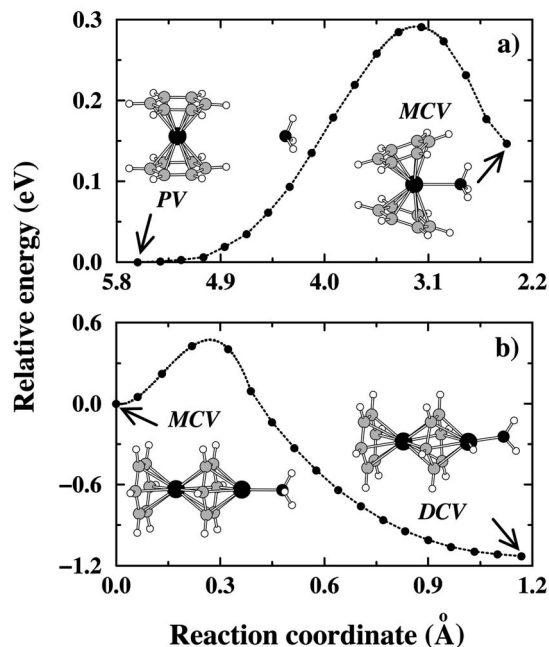 Relative energy (eV)
0.3
0.2
0.1
0.0
a)
PV
MCV
5.8 4.9 4.0 3.1 2.2
0.6
0.0
−0.6
−1.2
b)
MCV
DCV
0.0 0.3 0.6 0.9 1.2
Reaction coordinate (Å)